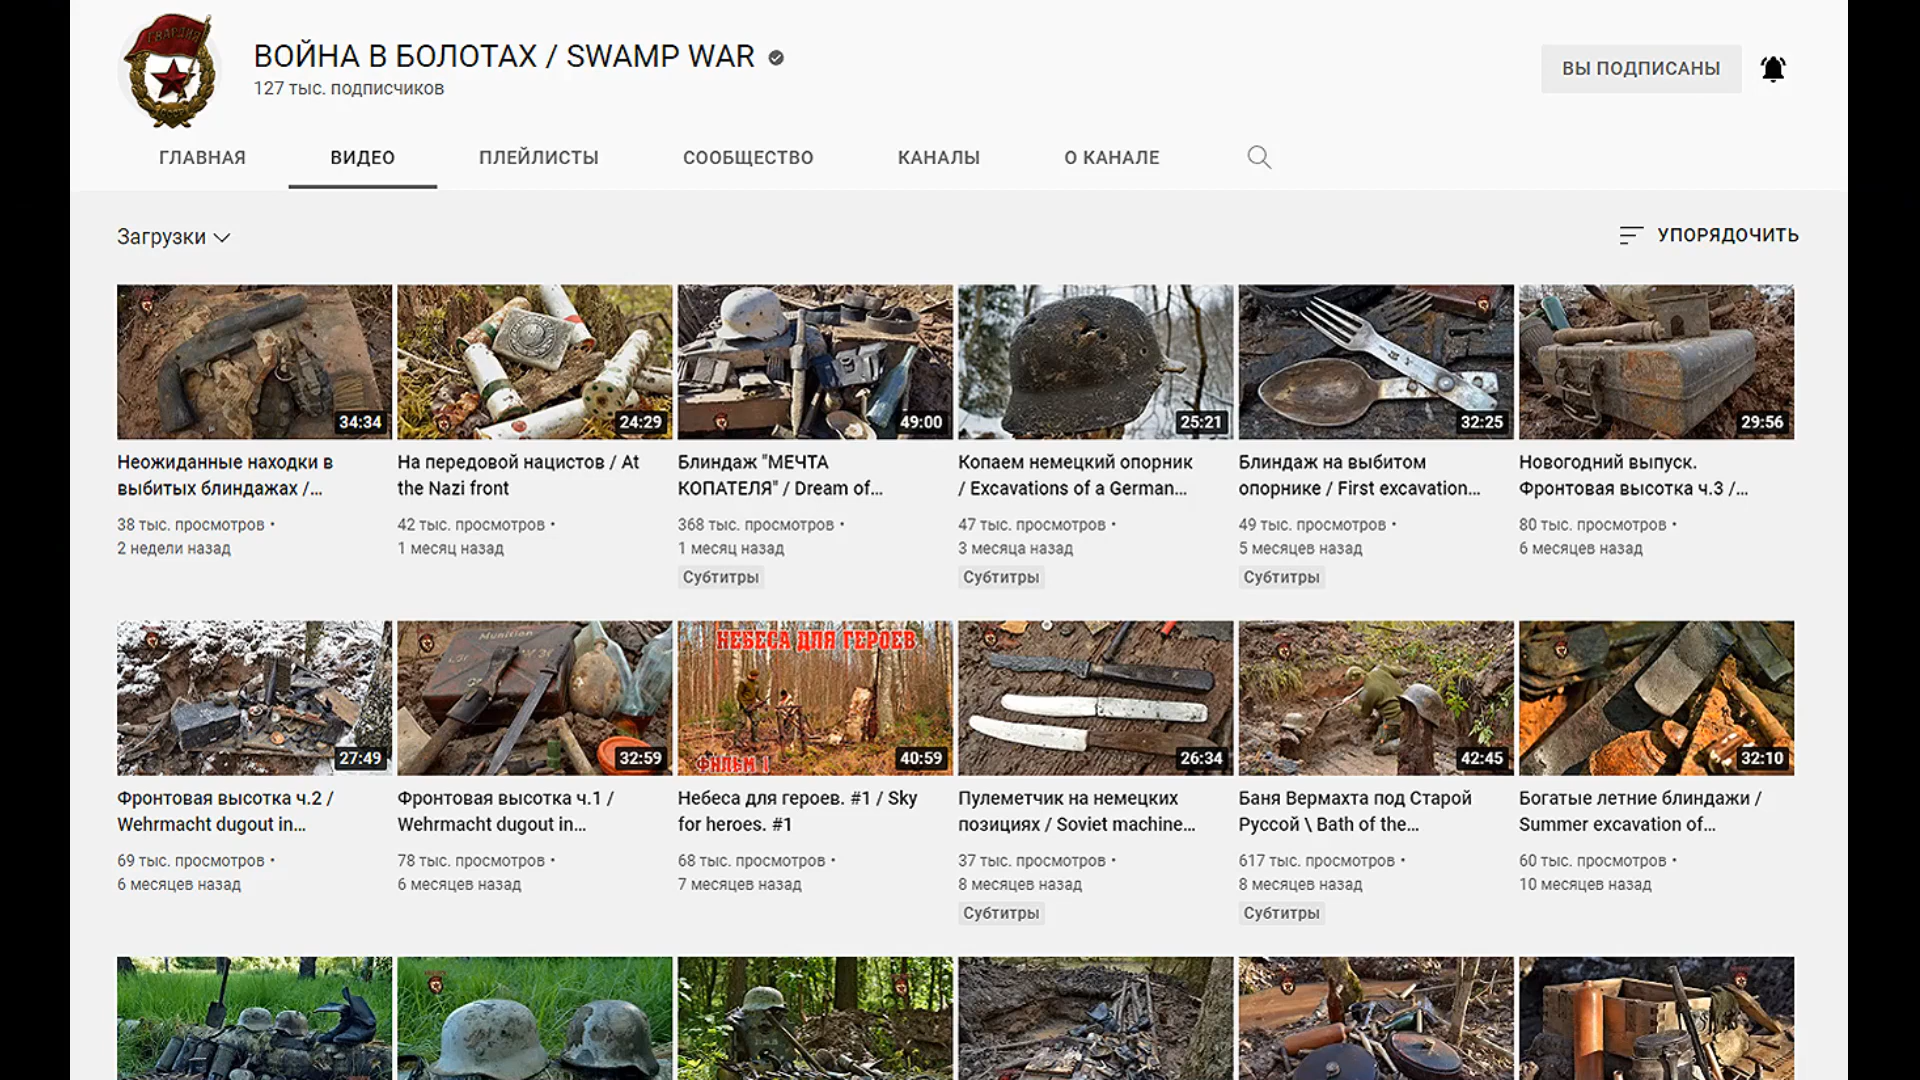 ГВАРДИЯ
ВОЙНА В БОЛОТАХ / SWAMP WAR
127 тыс. подписчиков
ВЫ ПОДПИСАНЫ
ГЛАВНАЯ ВИДЕО ПЛЕЙЛИСТЫ СООБЩЕСТВО КАНАЛЫ О КАНАЛЕ
Загрузки
УПОРЯДОЧИТЬ
34:34
24:29
49:00
25:21
32:25
29:56
Неожиданные находки в
выбитых блиндажах /...
38 тыс. просмотров •
2 недели назад
На передовой нацистов / At
the Nazi front
42 тыс. просмотров •
1 месяц назад
Блиндаж "МЕЧТА
КОПАТЕЛЯ" / Dream of...
368 тыс. просмотров •
1 месяц назад
Субтитры
Копаем немецкий опорник
/ Excavations of a German...
47 тыс. просмотров •
3 месяца назад
Субтитры
Блиндаж на выбитом
опорнике / First excavation...
49 тыс. просмотров •
5 месяцев назад
Субтитры
Новогодний выпуск.
Фронтовая высотка ч.3 /...
80 тыс. просмотров •
6 месяцев назад
27:49
Munition
32:59
НЕБЕСА ДЛЯ ГЕРОЕВ
ФИЛЬМ 1
40:59
26:34
42:45
32:10
Фронтовая высотка ч.2 /
Wehrmacht dugout in...
69 тыс. просмотров •
6 месяцев назад
Фронтовая высотка ч.1 /
Wehrmacht dugout in...
78 тыс. просмотров •
6 месяцев назад
Небеса для героев. #1 / Sky
for heroes. #1
68 тыс. просмотров •
7 месяцев назад
Пулеметчик на немецких
позициях / Soviet machine...
37 тыс. просмотров •
8 месяцев назад
Субтитры
Баня Вермахта под Старой
Руссой \ Bath of the...
617 тыс. просмотров •
8 месяцев назад
Субтитры
Богатые летние блиндажи /
Summer excavation of...
60 тыс. просмотров •
10 месяцев назад